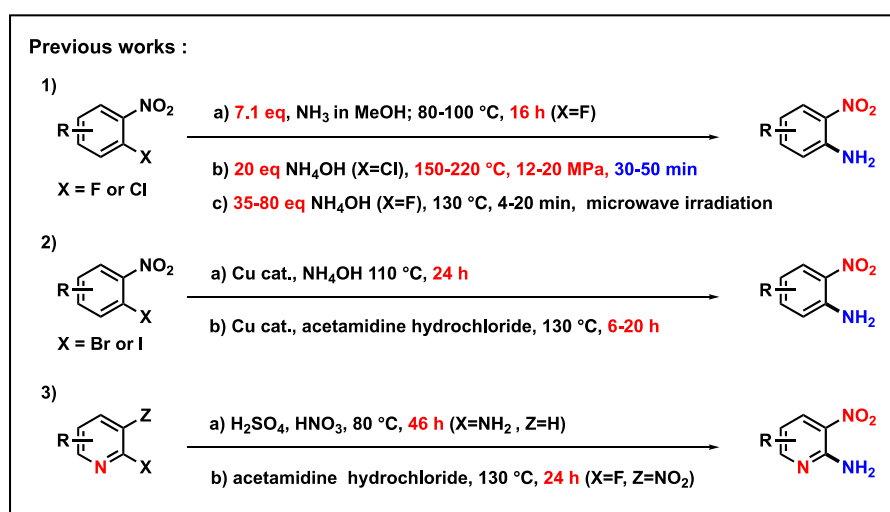 Previous works :
1)
R
NO2
X
X = F or Cl
a) 7.1 eq, NH3 in MeOH; 80-100 °C, 16 h (X=F)
b) 20 eq NH4OH (X=Cl), 150-220 °C, 12-20 MPa, 30-50 min
c) 35-80 eq NH4OH (X=F), 130 °C, 4-20 min, microwave irradiation
R
NO2
NH2
2)
R
NO2
X
X = Br or I
a) Cu cat., NH4OH 110 °C, 24 h
b) Cu cat., acetamidine hydrochloride, 130 °C, 6-20 h
R
NO2
NH2
3)
R
Z
N
X
a) H2SO4, HNO3, 80 °C, 46 h (X=NH2 , Z=H)
b) acetamidine hydrochloride, 130 °C, 24 h (X=F, Z=NO2)
R
NO2
N
NH2